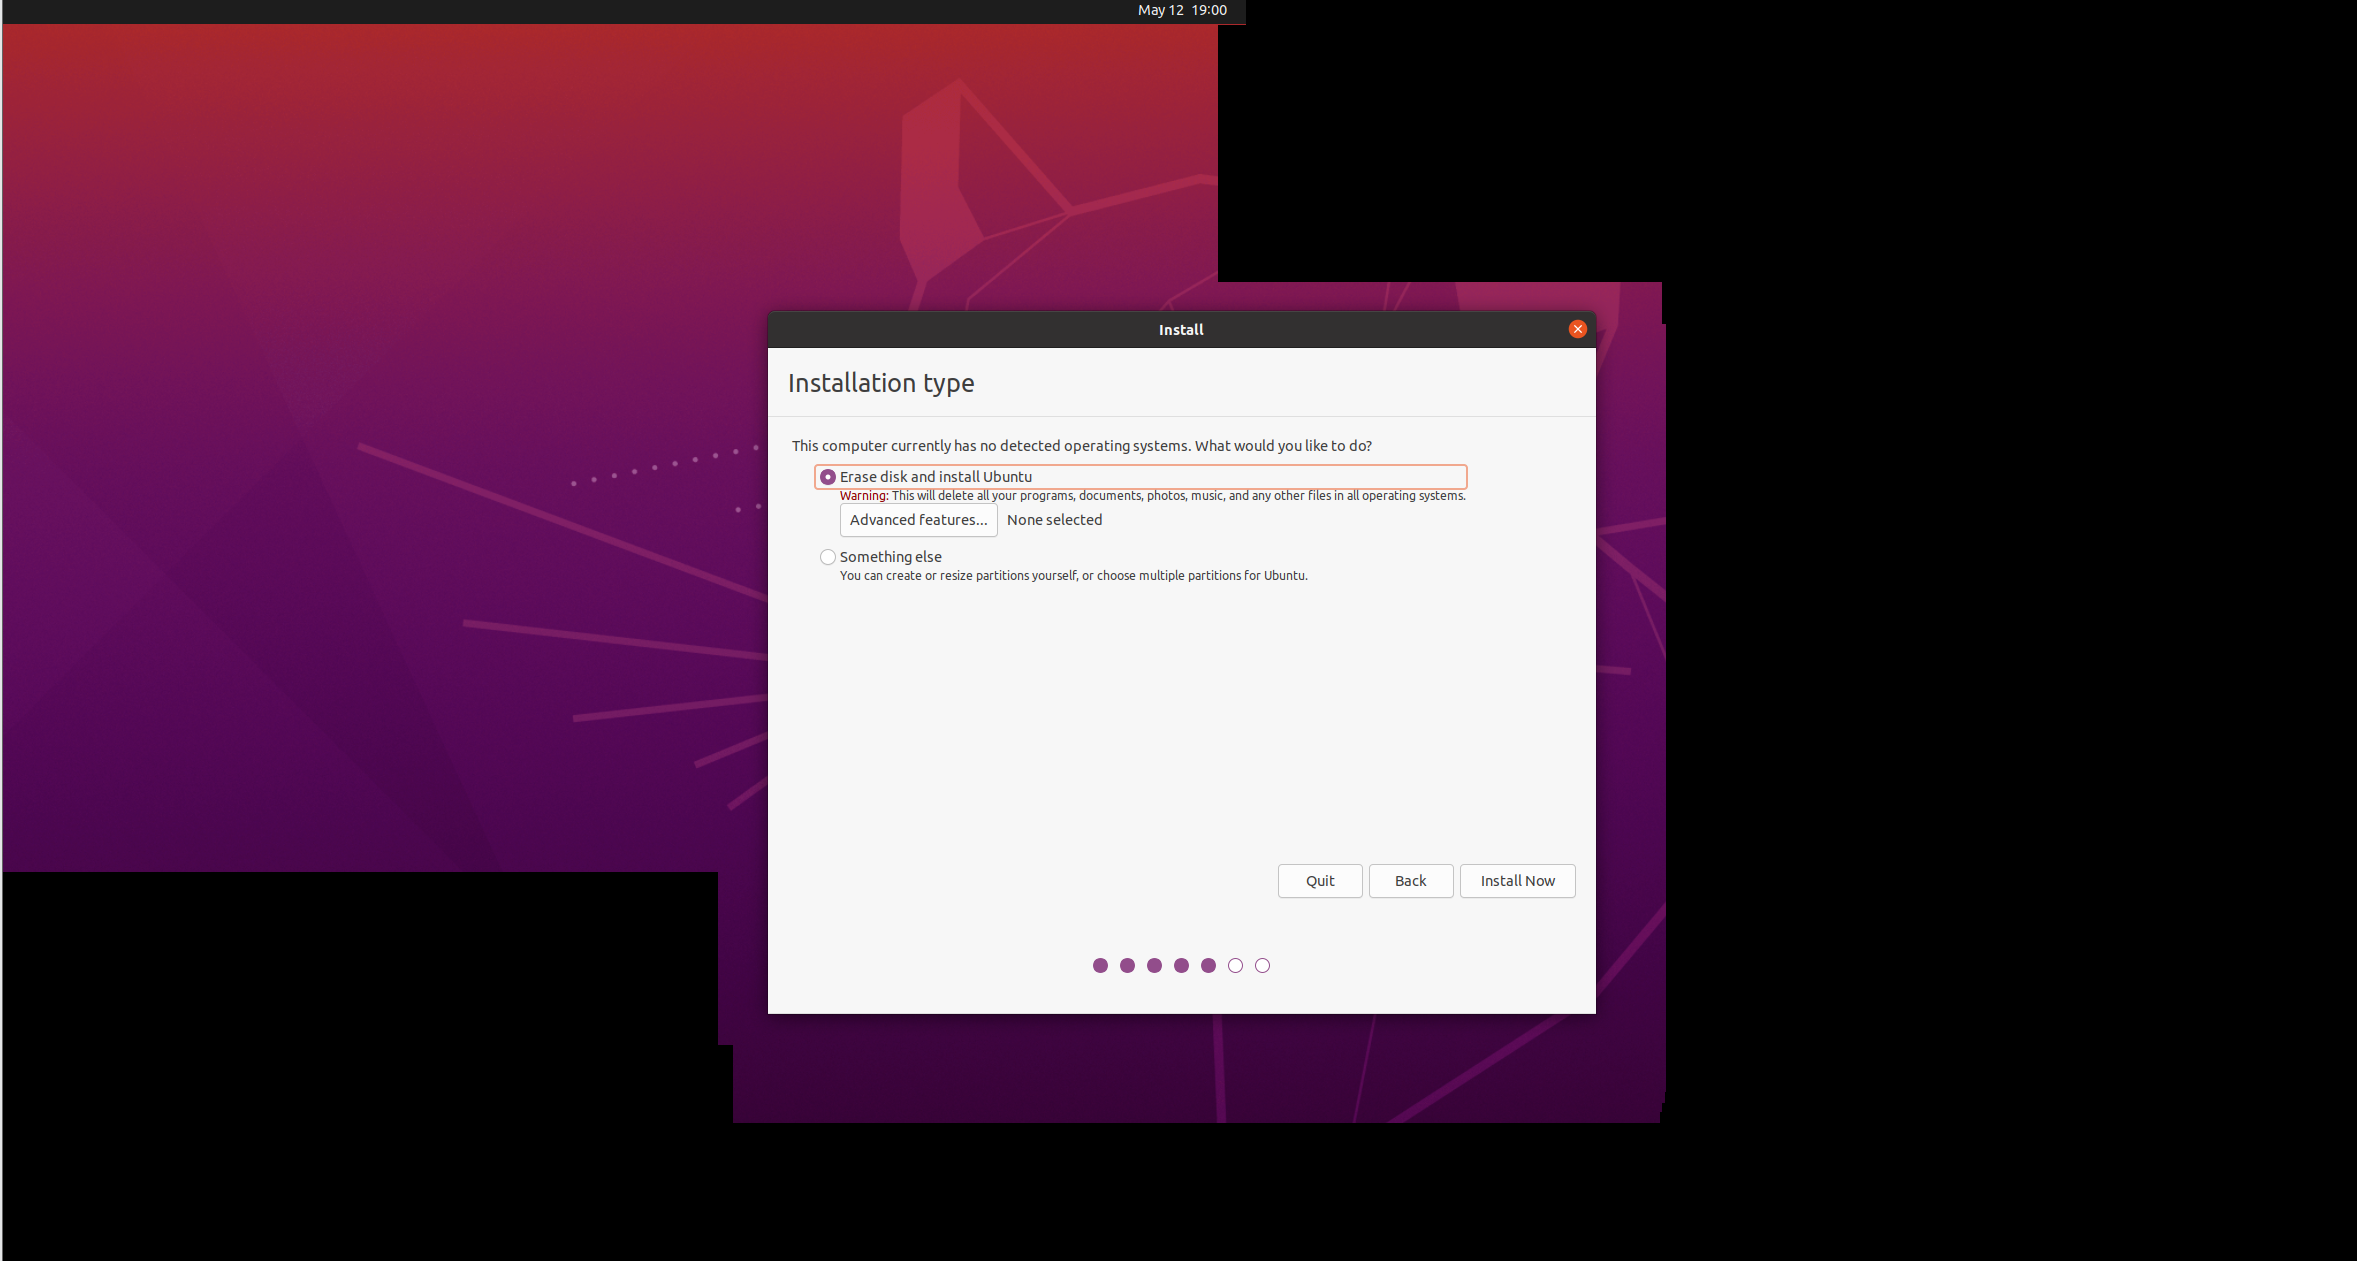 May 12 19:00
Install
Installation type
This computer currently has no detected operating systems. What would you like to do?
Erase disk and install Ubuntu
Warning: This will delete all your programs, documents, photos, music, and any other files in all operating systems.
Advanced features... None selected
Something else
You can create or resize partitions yourself, or choose multiple partitions for Ubuntu.
Quit Back Install Now